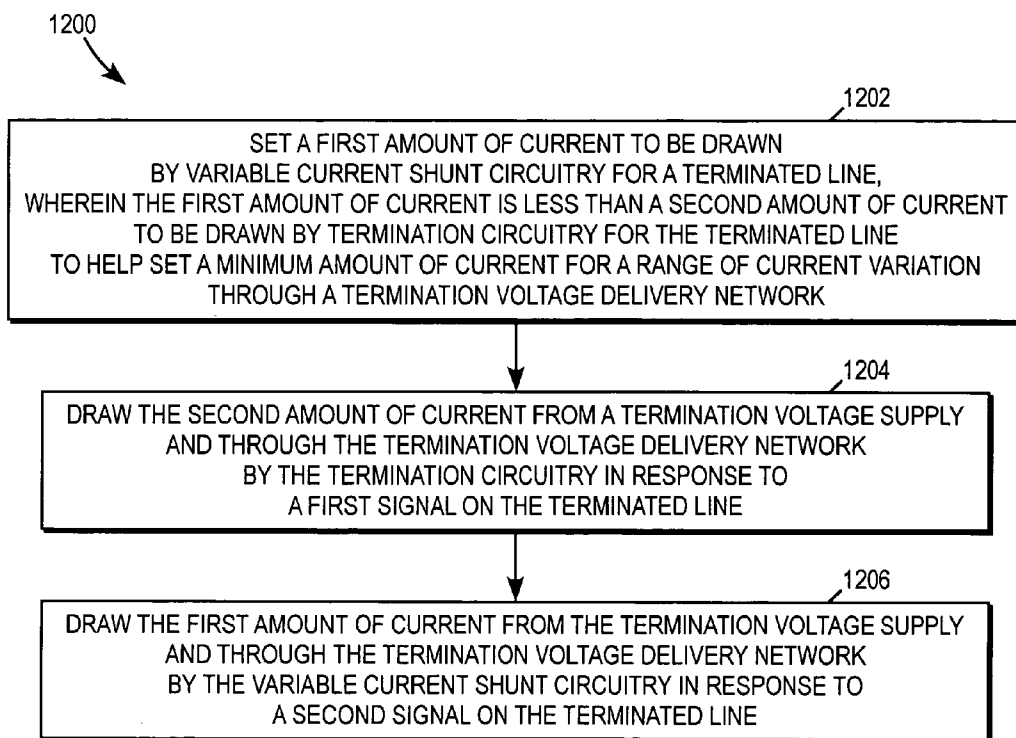 1200
1202
SET A FIRST AMOUNT OF CURRENT TO BE DRAWN
BY VARIABLE CURRENT SHUNT CIRCUITRY FOR A TERMINATED LINE,
WHEREIN THE FIRST AMOUNT OF CURRENT IS LESS THAN A SECOND AMOUNT OF CURRENT
TO BE DRAWN BY TERMINATION CIRCUITRY FOR THE TERMINATED LINE
TO HELP SET A MINIMUM AMOUNT OF CURRENT FOR A RANGE OF CURRENT VARIATION
THROUGH A TERMINATION VOLTAGE DELIVERY NETWORK
1204
DRAW THE SECOND AMOUNT OF CURRENT FROM A TERMINATION VOLTAGE SUPPLY
AND THROUGH THE TERMINATION VOLTAGE DELIVERY NETWORK
BY THE TERMINATION CIRCUITRY IN RESPONSE TO
A FIRST SIGNAL ON THE TERMINATED LINE
1206
DRAW THE FIRST AMOUNT OF CURRENT FROM THE TERMINATION VOLTAGE SUPPLY
AND THROUGH THE TERMINATION VOLTAGE DELIVERY NETWORK
BY THE VARIABLE CURRENT SHUNT CIRCUITRY IN RESPONSE TO
A SECOND SIGNAL ON THE TERMINATED LINE